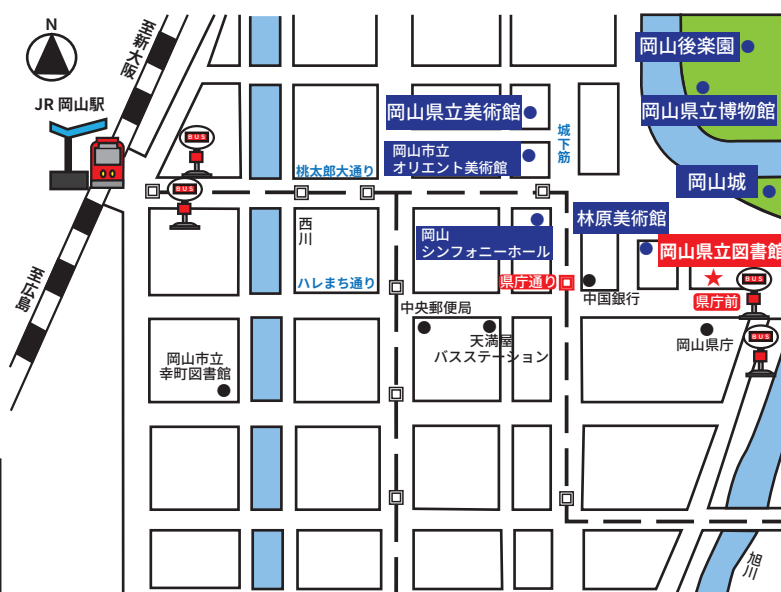 N
至新大阪
JR 岡山駅
BUS
BUS
至広島
岡山後楽園
岡山県立博物館
岡山県立美術館
城下筋
岡山市立
オリエント美術館
桃太郎大通り
岡山城
林原美術館
西川
岡山
シンフォニーホール
岡山県立図書館
ハレまち通り
県庁通り
中国銀行
県庁前
BUS
中央郵便局
天満屋
バスステーション
岡山県庁
BUS
岡山市立
幸町図書館
旭川